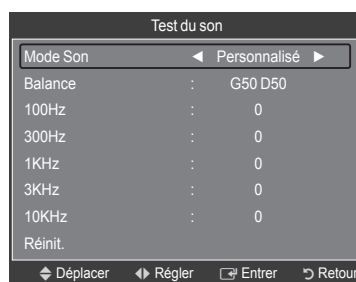 Test du son
Mode Son ◄ Personnalisé ►
Balance : G50 D50
100Hz : 0
300Hz : 0
1KHz : 0
3KHz : 0
10KHz : 0
Réinit.
Déplacer Régler Entrer Retour